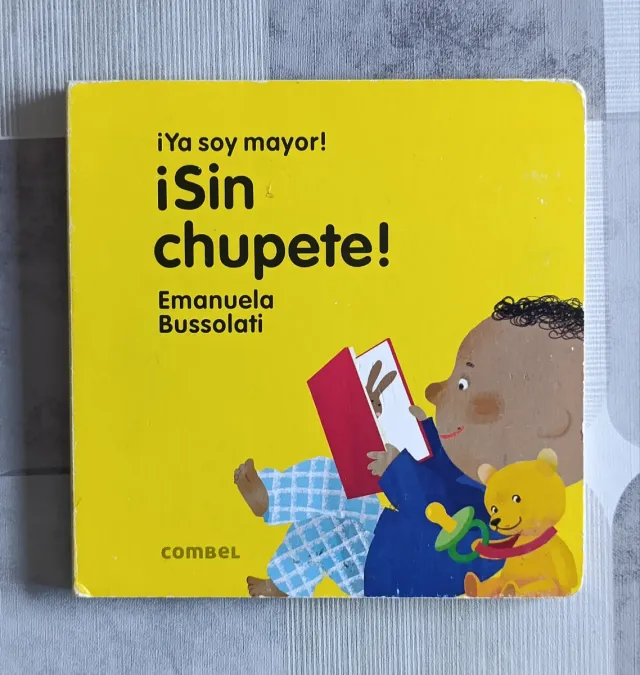 ¡Ya soy mayor!
¡Sin
chupete!
Emanuela
Bussolati
COMBEL